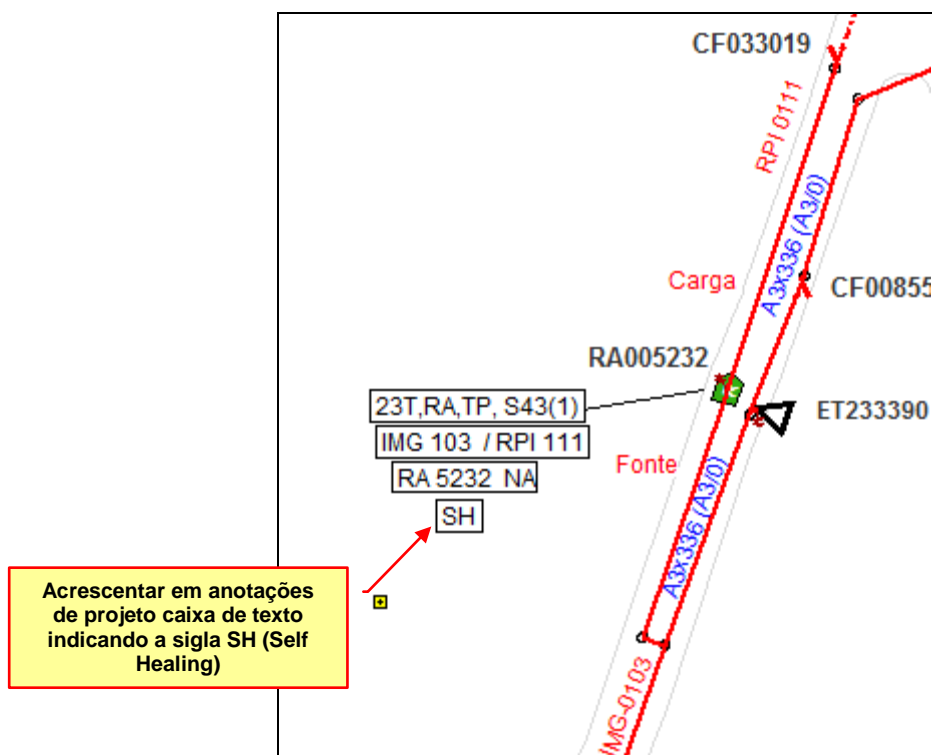 CF033019
RPI 0111
A3x336 (A3/0)
Carga
CF00855
RA005232
23T,RA,TP, S43(1)
ET233390
IMG 103 / RPI 111
Fonte
RA 5232 NA
SH
A3x336 (A3/0)
Acrescentar em anotações
de projeto caixa de texto
indicando a sigla SH (Self
Healing)
IMG-0103